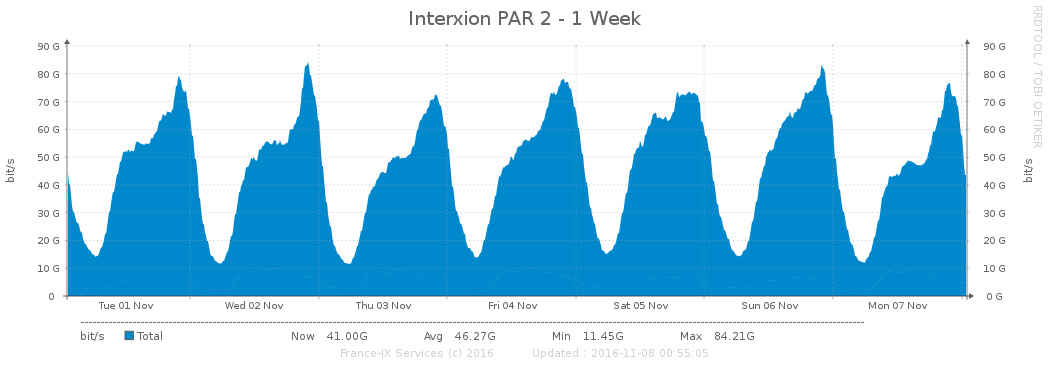 Interxion PAR 2 - 1 Week
RRDTOOL / TOBI OETIKER
90 G 90 G
80 G 80 G
70 G 70 G
60 G 60 G
50 G 50 G
40 G 40 G
30 G 30 G
20 G 20 G
10 G 10 G
0 0 G
bit/s
bit/s
Tue 01 Nov Wed 02 Nov Thu 03 Nov Fri 04 Nov Sat 05 Nov Sun 06 Nov Mon 07 Nov
bit/s Total Now 41.00G Avg 46.27G Min 11.45G Max 84.21G
France-IX Services (c) 2016 Updated : 2016-11-08 00:55:05